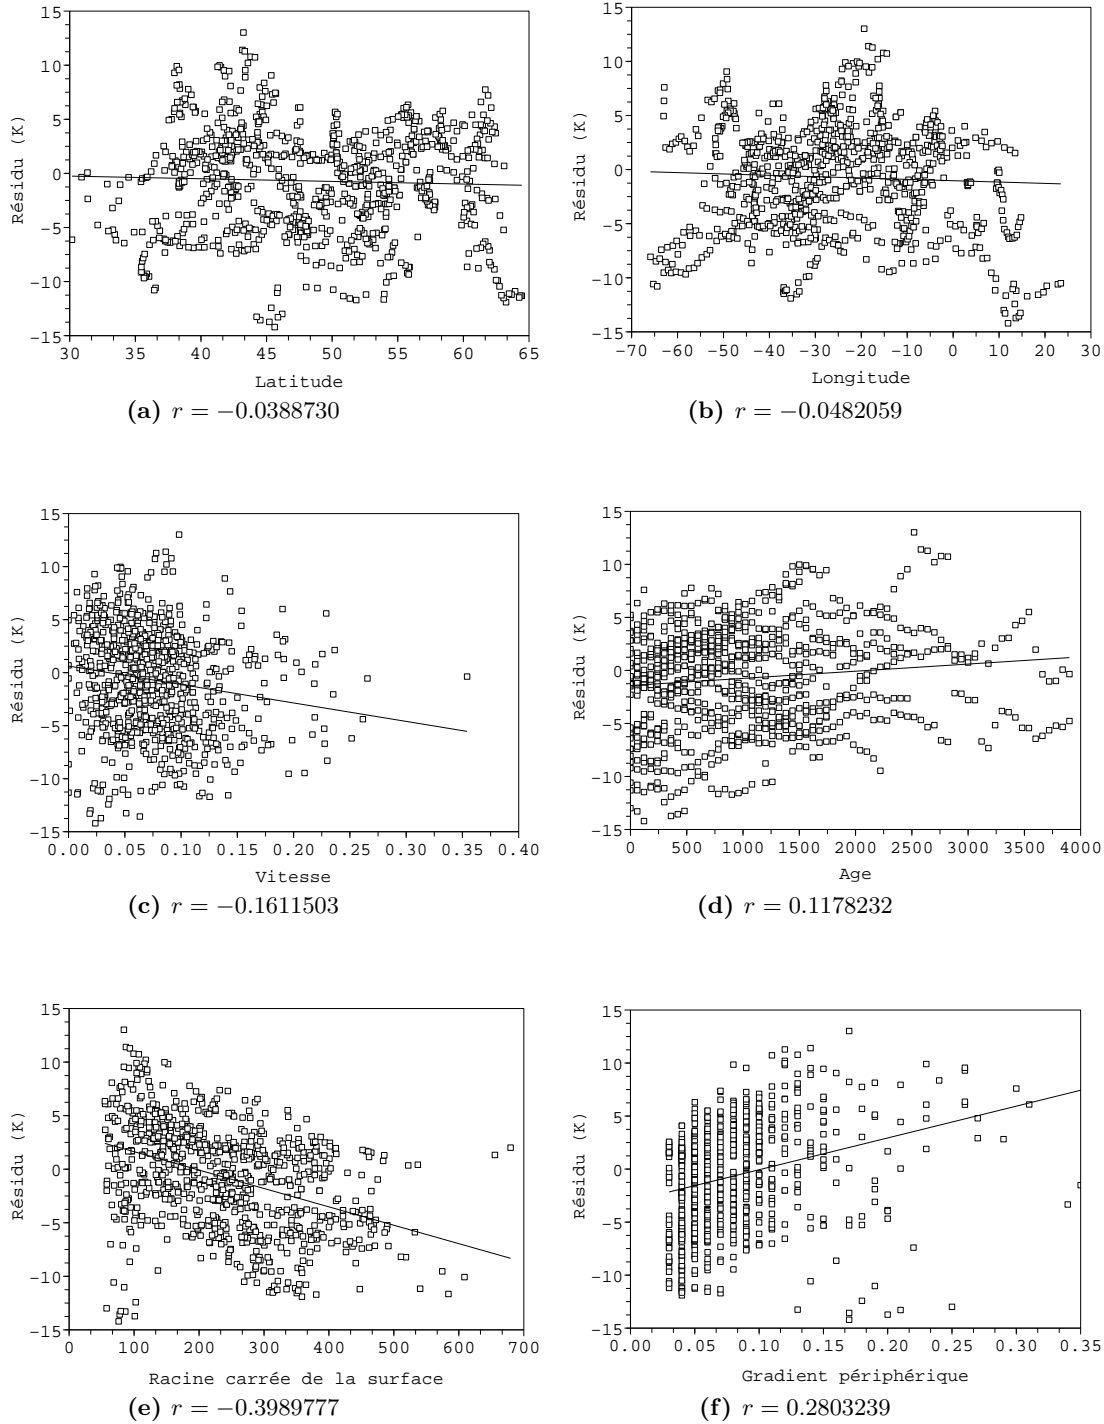 15
10
5
0
−5
−10
−15
Résidu (K)
30 35 40 45 50 55 60 65
Latitude
(a) r = −0.0388730
15
10
5
0
−5
−10
−15
Résidu (K)
−70 −60 −50 −40 −30 −20 −10 0 10 20 30
Longitude
(b) r = −0.0482059
15
10
5
0
−5
−10
−15
Résidu (K)
0.00 0.05 0.10 0.15 0.20 0.25 0.30 0.35 0.40
Vitesse
(c) r = −0.1611503
15
10
5
0
−5
−10
−15
Résidu (K)
0 500 1000 1500 2000 2500 3000 3500 4000
Age
(d) r = 0.1178232
15
10
5
0
−5
−10
−15
Résidu (K)
0 100 200 300 400 500 600 700
Racine carrée de la surface
(e) r = −0.3989777
15
10
5
0
−5
−10
−15
Résidu (K)
0.00 0.05 0.10 0.15 0.20 0.25 0.30 0.35
Gradient périphérique
(f) r = 0.2803239